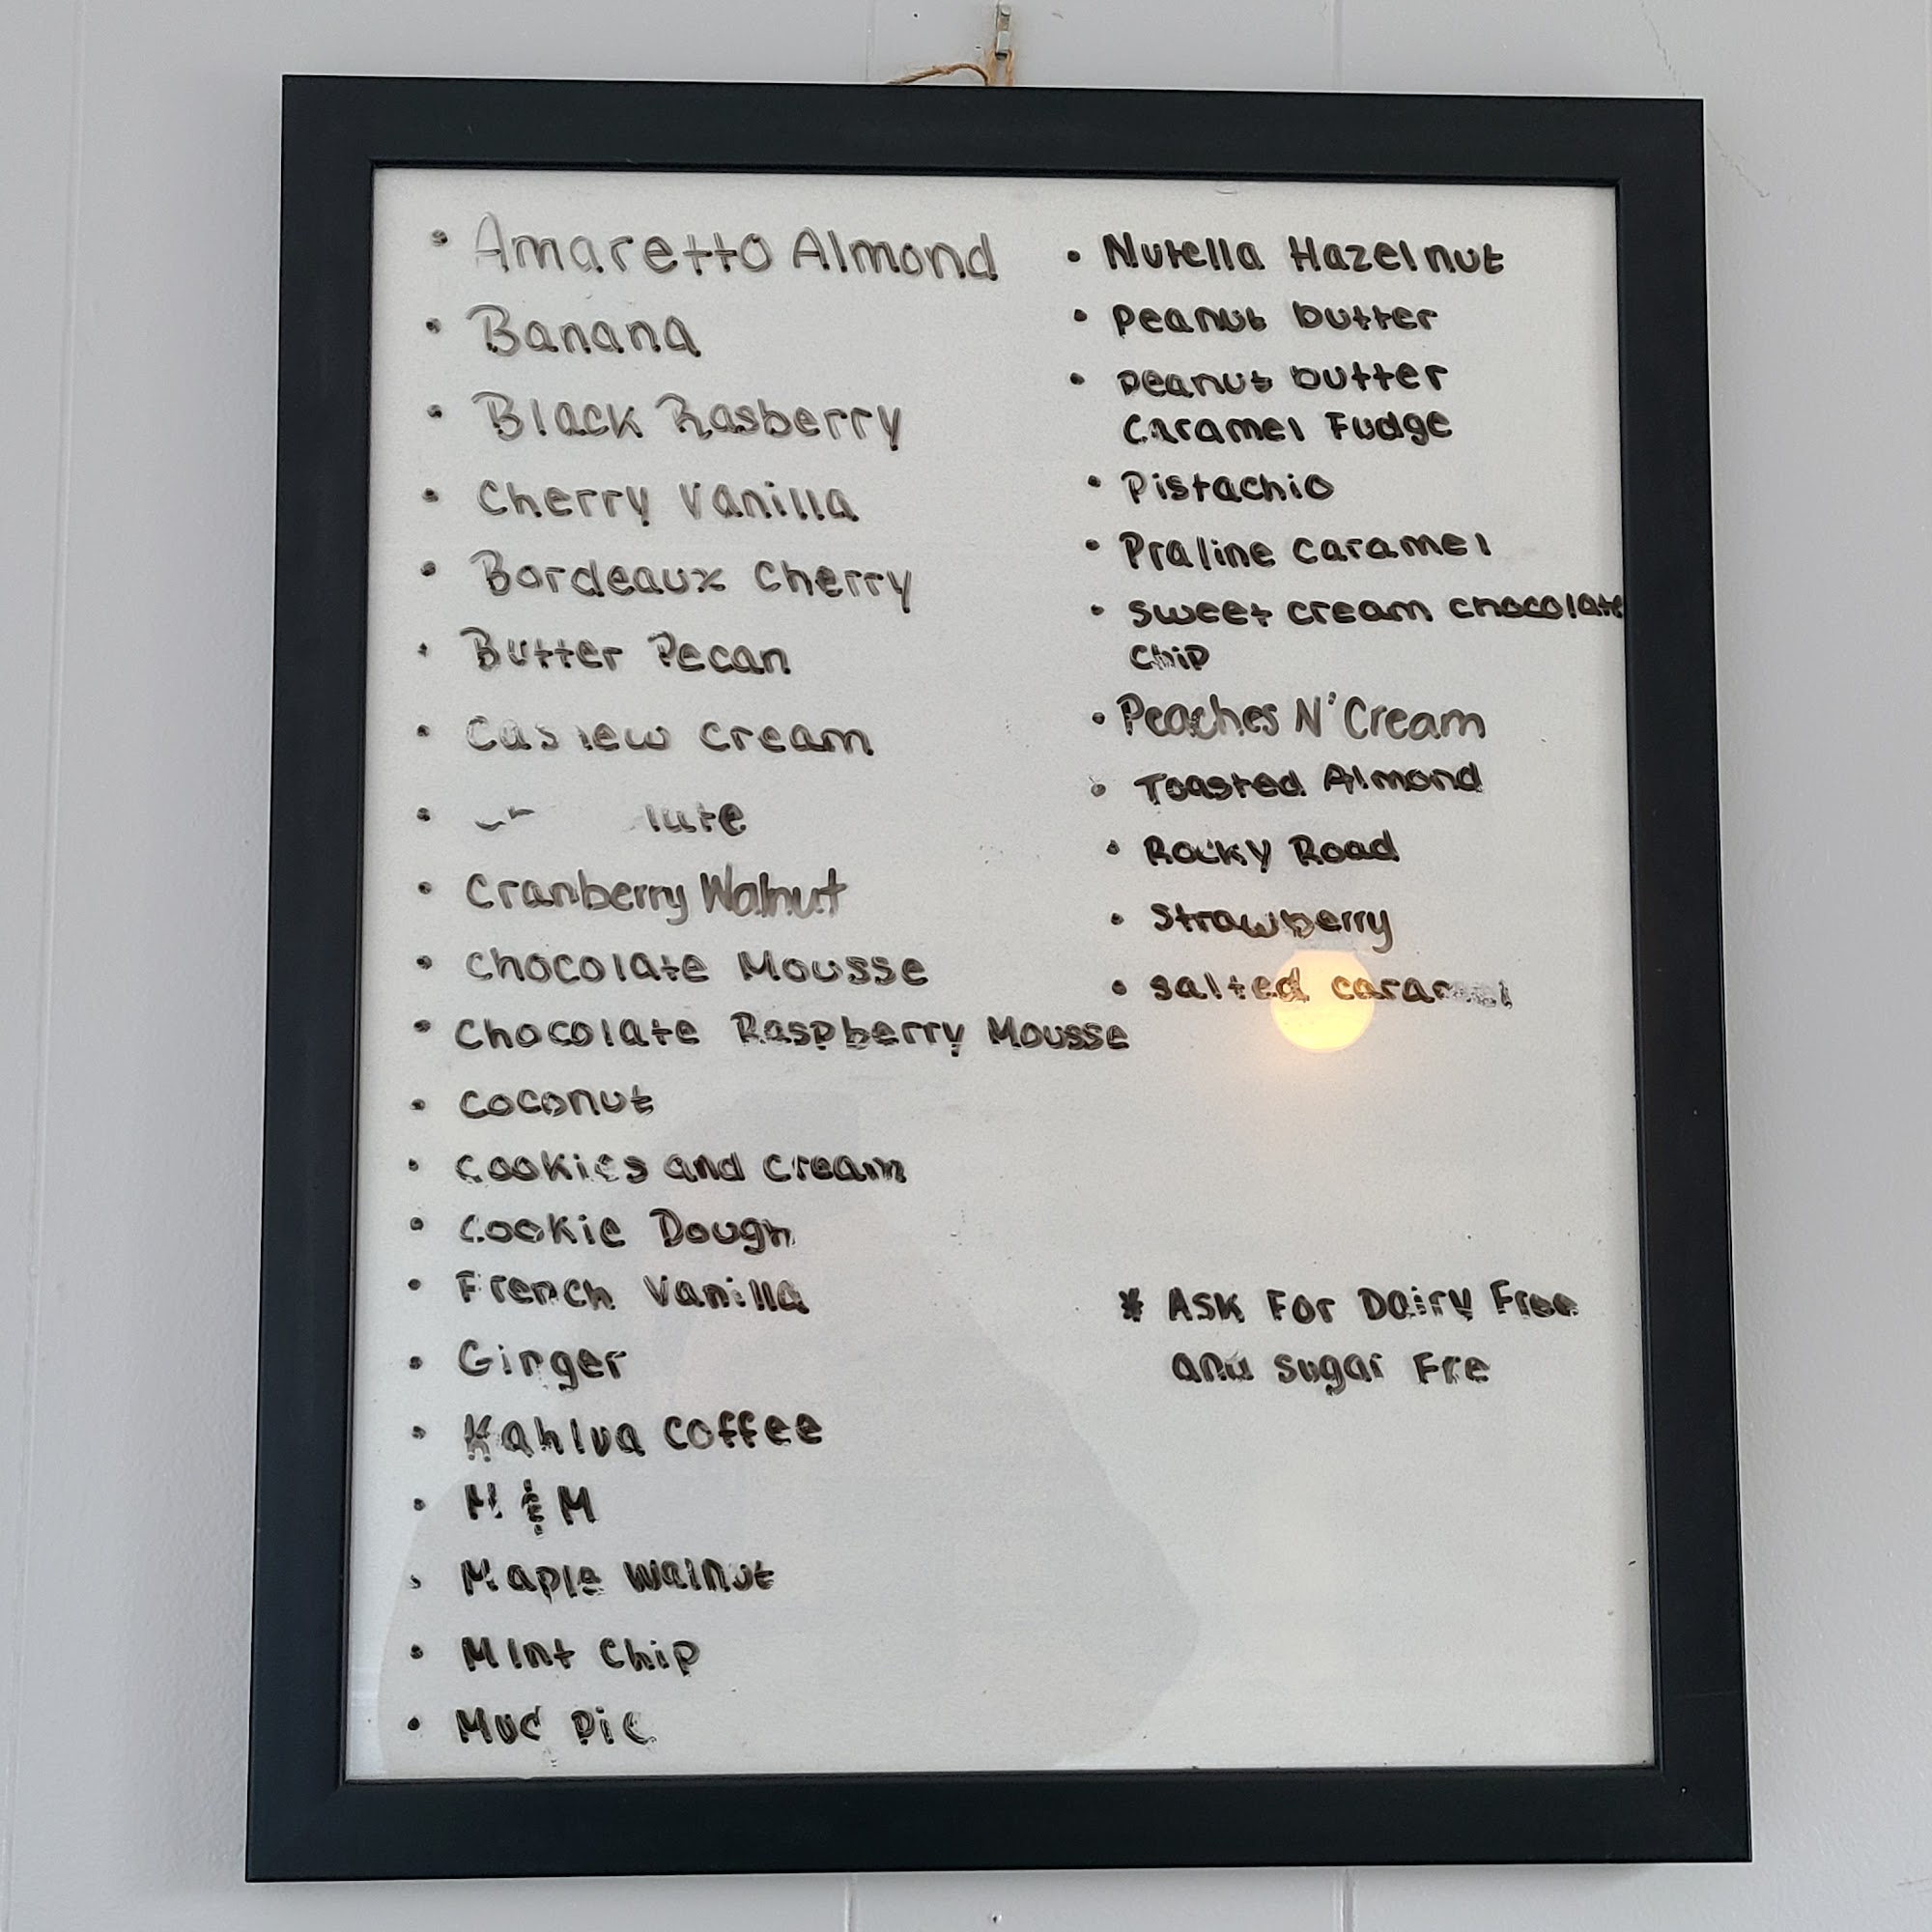 • Amaretto Almond
• Banana
• Black Rasberry
• Cherry Vanilla
• Bordeaux Cherry
• Butter Pecan
• Cashew Cream
• Cranberry Walnut
• Chocolate Mousse
• Chocolate Raspberry Mousse
• Coconut
• Cookies and Cream
• Cookie Dough
• French Vanilla
• Ginger
• Kahlua Coffee
• M & M
• Maple Walnut
• Mint Chip
• Mud Pie
• Nutella Hazelnut
• Peanut butter
• Peanut butter
Caramel Fudge
• Pistachio
• Praline Caramel
• Sweet Cream Chocolate
Chip
• Peaches N' Cream
• Toasted Almond
• Rocky Road
• Strawberry
• Salted Caramel
* Ask For Dairy Free
and Sugar Fre